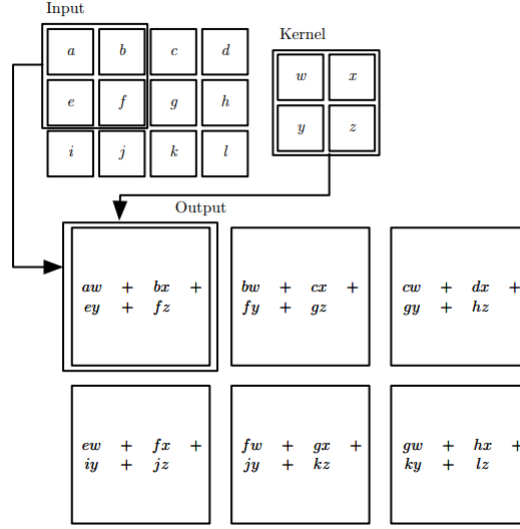 Input
Kernel
a b c d
w x
e f g h
y z
i j k l
Output
aw + bx +
ey + fz
bw + cx +
fy + gz
cw + dx +
gy + hz
ew + fx +
iy + jz
fw + gx +
jy + kz
gw + hx +
ky + lz